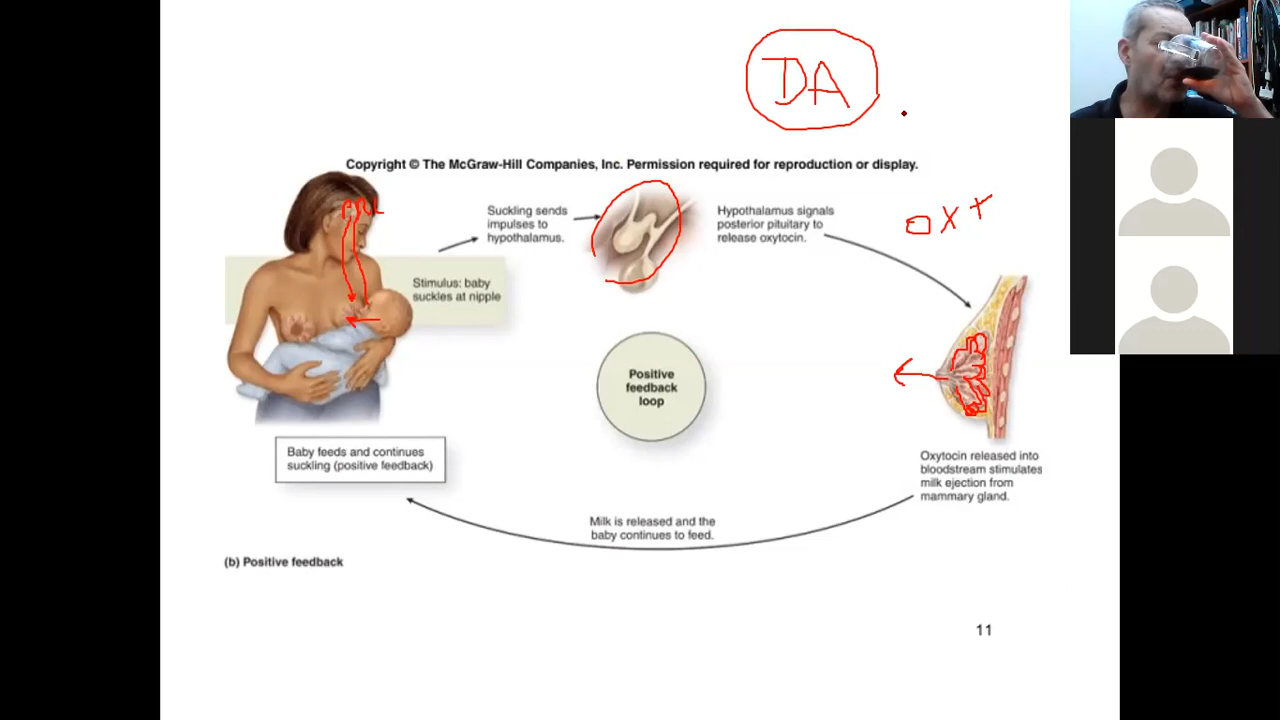 DA
Copyright © The McGraw-Hill Companies, Inc. Permission required for reproduction or display.
PRL
Suckling sends
impulses to
hypothalamus.
Hypothalamus signals
posterior pituitary to
release oxytocin.
OXT
Stimulus: baby
suckles at nipple
Positive
feedback
loop
Baby feeds and continues
suckling (positive feedback)
Oxytocin released into
bloodstream stimulates
milk ejection from
mammary gland.
Milk is released and the
baby continues to feed.
(b) Positive feedback
11